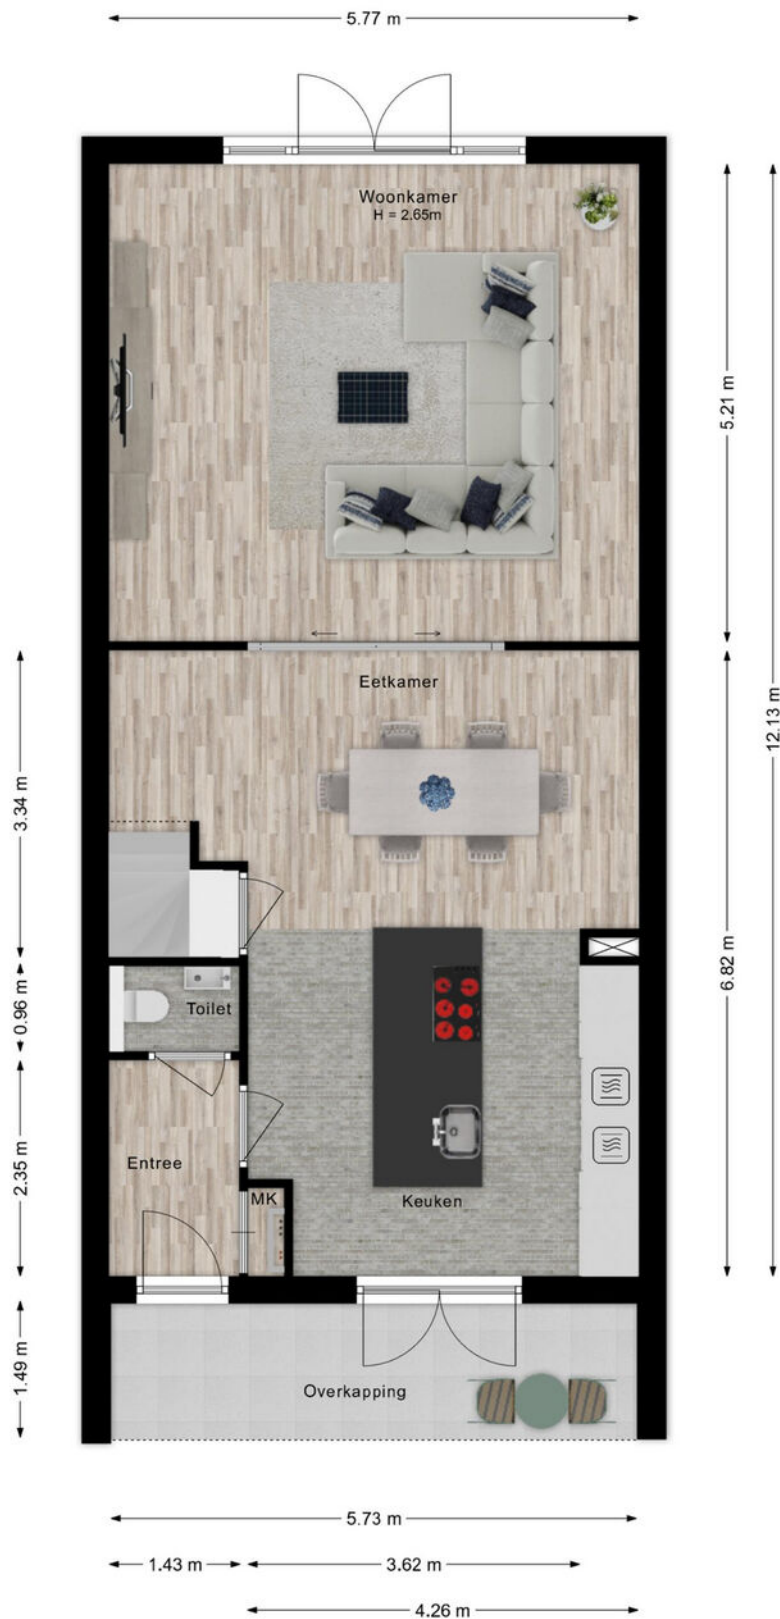 5.77 m
Woonkamer
H = 2.65m
5.21 m
Eetkamer
12.13 m
3.34 m
6.82 m
0.96 m
Toilet
2.35 m
Entree
MK
Keuken
1.49 m
Overkapping
5.73 m
1.43 m
3.62 m
4.26 m